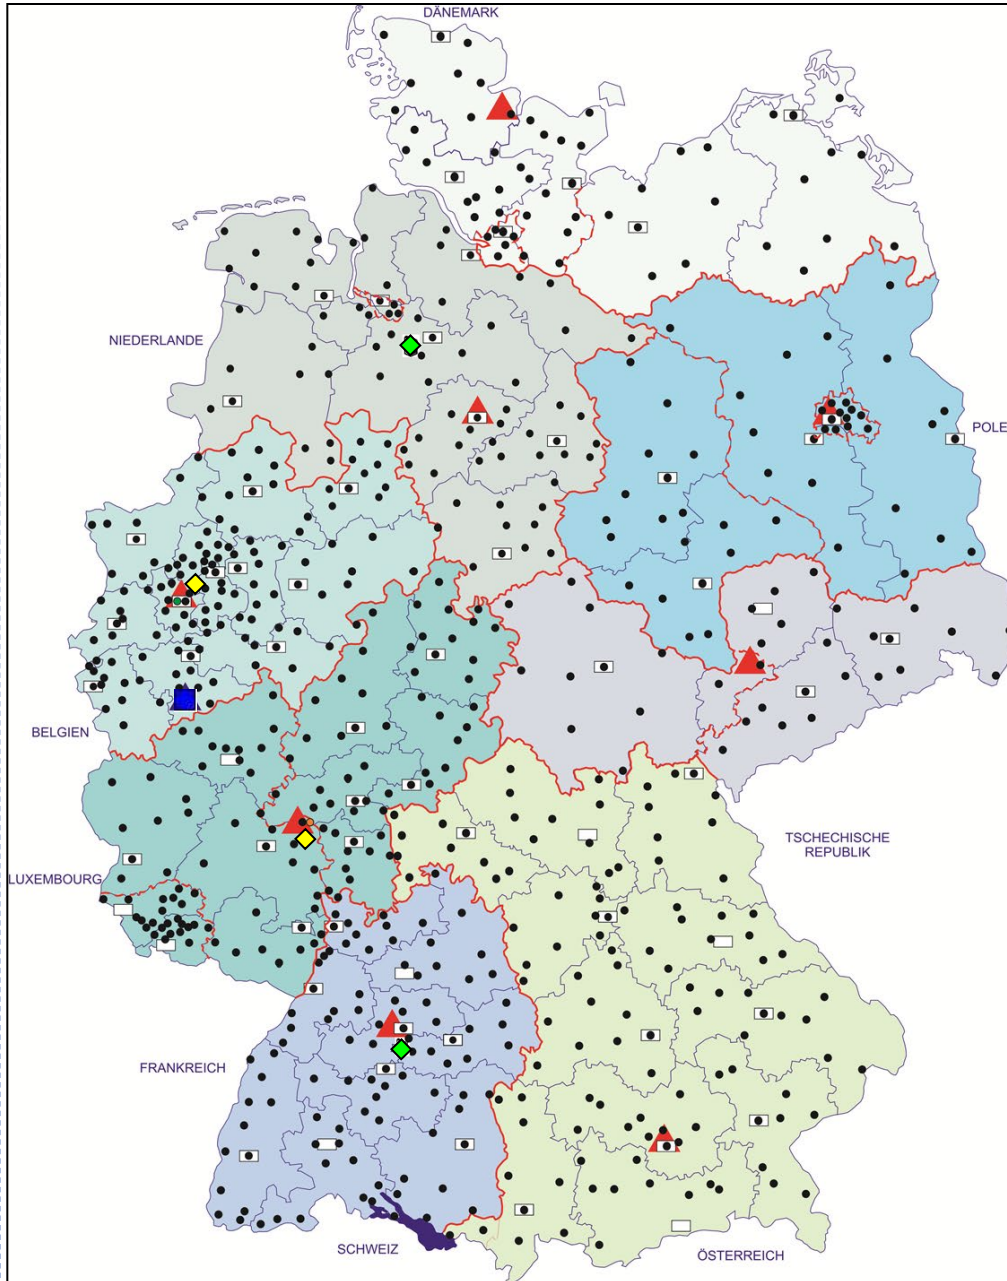 DÄNEMARK
NIEDERLANDE
POLE
BELGIEN
TSCHECHISCHE
REPUBLIK
LUXEMBOURG
FRANKREICH
SCHWEIZ
ÖSTERREICH